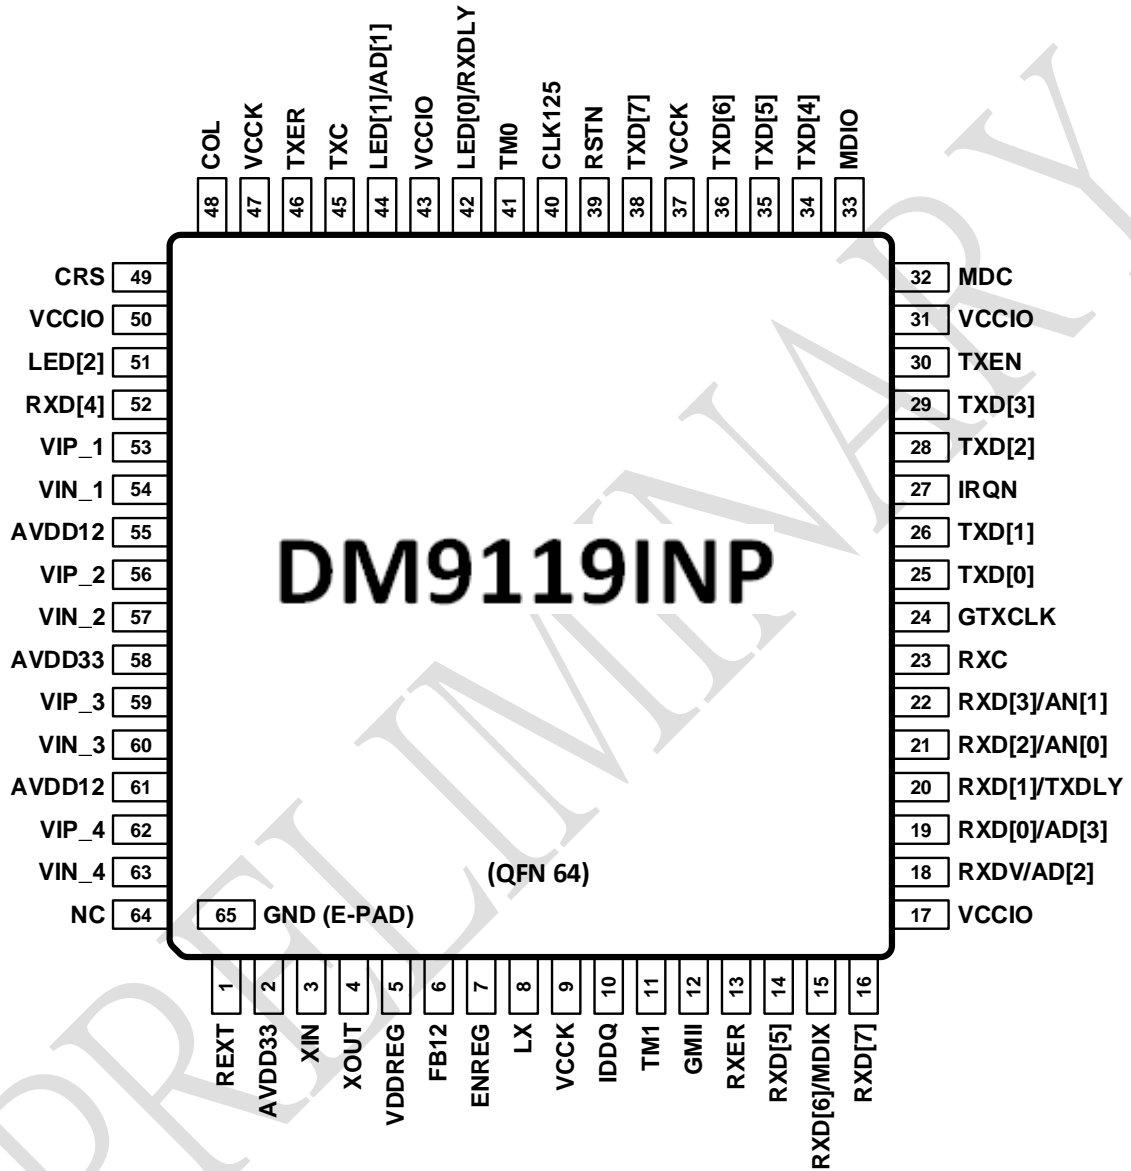 COL
VCCK
TXER
TXC
LED[1]/AD[1]
VCCIO
LED[0]/RXDLY
TM0
CLK125
RSTN
TXD[7]
VCCK
TXD[6]
TXD[5]
TXD[4]
MDIO
48
47
46
45
44
43
42
41
40
39
38
37
36
35
34
33
CRS 49
VCCIO 50
LED[2] 51
RXD[4] 52
VIP_1 53
VIN_1 54
AVDD12 55
VIP_2 56
VIN_2 57
AVDD33 58
VIP_3 59
VIN_3 60
AVDD12 61
VIP_4 62
VIN_4 63
NC 64
32 MDC
31 VCCIO
30 TXEN
29 TXD[3]
28 TXD[2]
27 IRQN
26 TXD[1]
25 TXD[0]
24 GTXCLK
23 RXC
22 RXD[3]/AN[1]
21 RXD[2]/AN[0]
20 RXD[1]/TXDLY
19 RXD[0]/AD[3]
18 RXDV/AD[2]
17 VCCIO
DM9119INP
(QFN 64)
65 GND (E-PAD)
1
2
3
4
5
6
7
8
9
10
11
12
13
14
15
16
REXT
AVDD33
XIN
XOUT
VDDREG
FB12
ENREG
LX
VCCK
IDDQ
TM1
GMII
RXER
RXD[5]
RXD[6]/MDIX
RXD[7]
PRELIMINARY